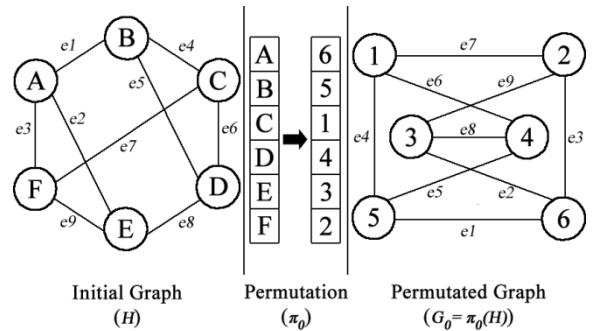 B
e1
e4
A
C
e5
e2
e3
e6
e7
F
D
e9
e8
E
A
B
C
D
E
F
6
5
1
4
3
2
1
e7
2
e6
e9
e4
3
e8
4
e3
e5
e2
5
e1
6
Initial Graph
(H)
Permutation
(π0)
Permutated Graph
(G0= π0(H))